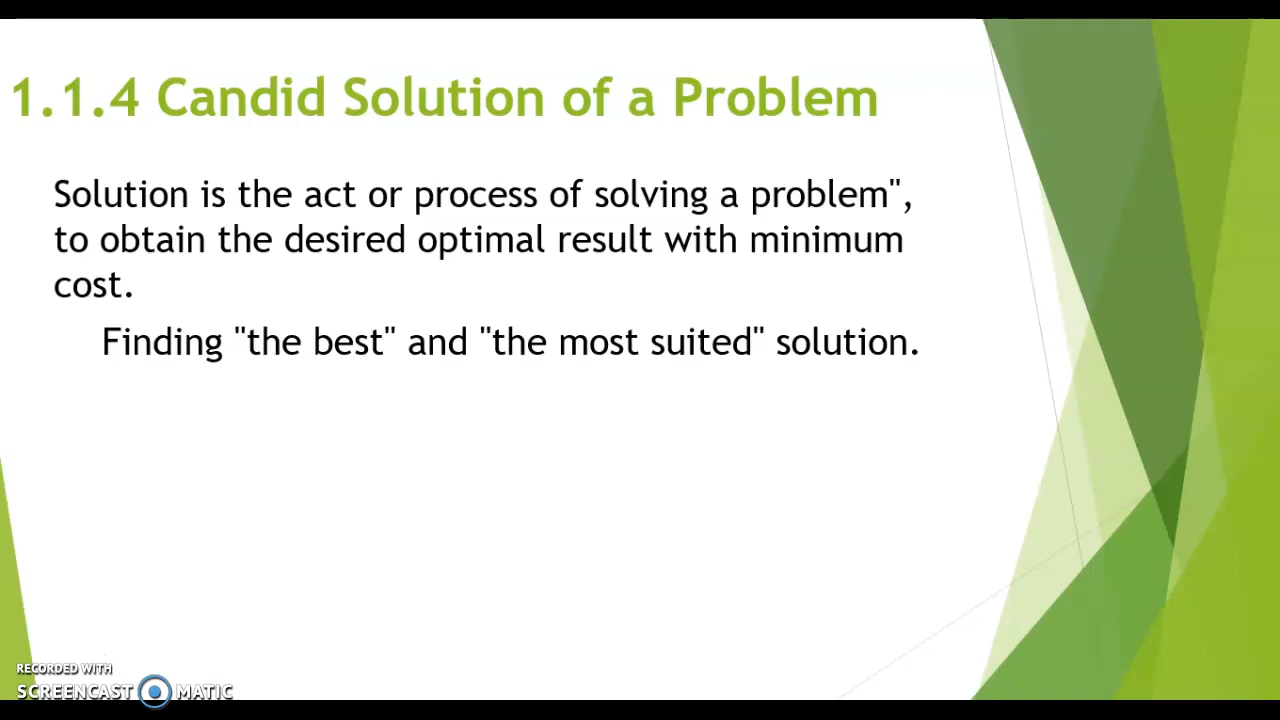 1.1.4 Candid Solution of a Problem
Solution is the act or process of solving a problem",
to obtain the desired optimal result with minimum
cost.
Finding "the best" and "the most suited" solution.
RECORDED WITH
SCREENCAST MATIC